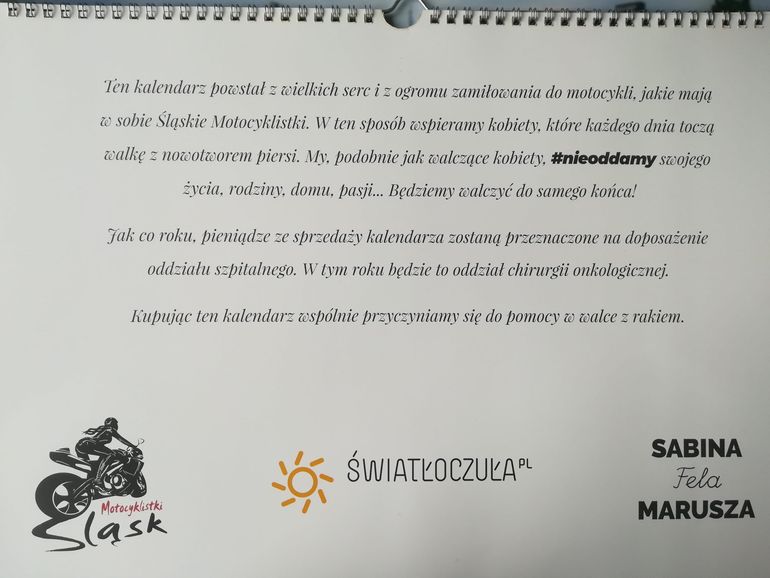 Ten kalendarz powstał z wielkich serc i z ogromu zamiłowania do motocykli, jakie mają
w sobie Śląskie Motocyklistki. W ten sposób wspieramy kobiety, które każdego dnia toczą
walkę z nowotworem piersi. My, podobnie jak walczące kobiety, #nieoddamy swojego
życia, rodziny, domu, pasji... Będziemy walczyć do samego końca!
Jak co roku, pieniądze ze sprzedaży kalendarza zostaną przeznaczone na doposażenie
oddziału szpitalnego. W tym roku będzie to oddział chirurgii onkologicznej.
Kupując ten kalendarz wspólnie przyczyniamy się do pomocy w walce z rakiem.
Motocyklistki
Śląsk
ŚWIATŁOCZUŁA.PL
SABINA
Fela
MARUSZA